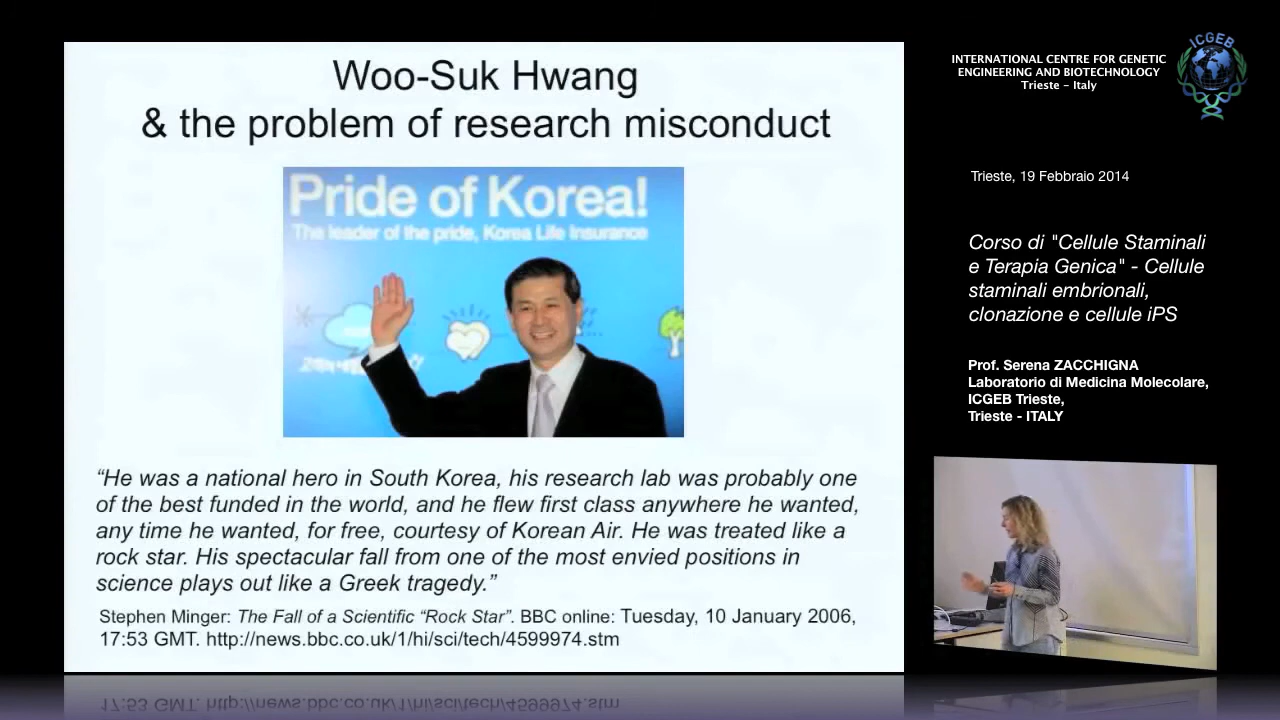 Woo-Suk Hwang
& the problem of research misconduct
Pride of Korea!
The leader of the pride, Korea Life Insurance
“He was a national hero in South Korea, his research lab was probably one
of the best funded in the world, and he flew first class anywhere he wanted,
any time he wanted, for free, courtesy of Korean Air. He was treated like a
rock star. His spectacular fall from one of the most envied positions in
science plays out like a Greek tragedy.”
Stephen Minger: The Fall of a Scientific “Rock Star”. BBC online: Tuesday, 10 January 2006,
17:53 GMT. http://news.bbc.co.uk/1/hi/sci/tech/4599974.stm
INTERNATIONAL CENTRE FOR GENETIC
ENGINEERING AND BIOTECHNOLOGY
Trieste - Italy
ICGEB
Trieste, 19 Febbraio 2014
Corso di "Cellule Staminali
e Terapia Genica" - Cellule
staminali embrionali,
clonazione e cellule iPS
Prof. Serena ZACCHIGNA
Laboratorio di Medicina Molecolare,
ICGEB Trieste,
Trieste - ITALY